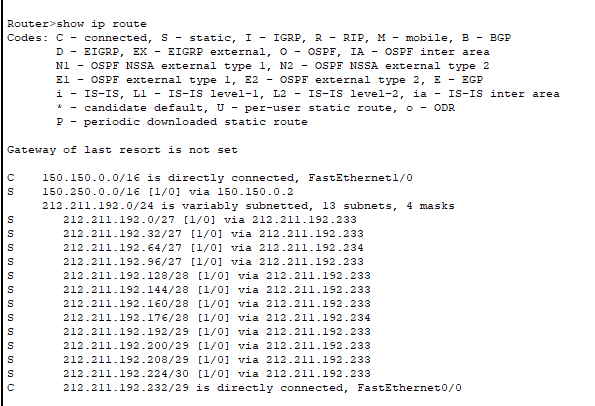 Router>show ip route
Codes: C - connected, S - static, I - IGRP, R - RIP, M - mobile, B - BGP
D - EIGRP, EX - EIGRP external, O - OSPF, IA - OSPF inter area
N1 - OSPF NSSA external type 1, N2 - OSPF NSSA external type 2
E1 - OSPF external type 1, E2 - OSPF external type 2, E - EGP
i - IS-IS, L1 - IS-IS level-1, L2 - IS-IS level-2, ia - IS-IS inter area
* - candidate default, U - per-user static route, o - ODR
P - periodic downloaded static route
Gateway of last resort is not set
C 150.150.0.0/16 is directly connected, FastEthernet1/0
S 150.250.0.0/16 [1/0] via 150.150.0.2
212.211.192.0/24 is variably subnetted, 13 subnets, 4 masks
S 212.211.192.0/27 [1/0] via 212.211.192.233
S 212.211.192.32/27 [1/0] via 212.211.192.233
S 212.211.192.64/27 [1/0] via 212.211.192.234
S 212.211.192.96/27 [1/0] via 212.211.192.233
S 212.211.192.128/28 [1/0] via 212.211.192.233
S 212.211.192.144/28 [1/0] via 212.211.192.233
S 212.211.192.160/28 [1/0] via 212.211.192.233
S 212.211.192.176/28 [1/0] via 212.211.192.234
S 212.211.192.192/29 [1/0] via 212.211.192.233
S 212.211.192.200/29 [1/0] via 212.211.192.233
S 212.211.192.208/29 [1/0] via 212.211.192.233
S 212.211.192.224/30 [1/0] via 212.211.192.233
C 212.211.192.232/29 is directly connected, FastEthernet0/0